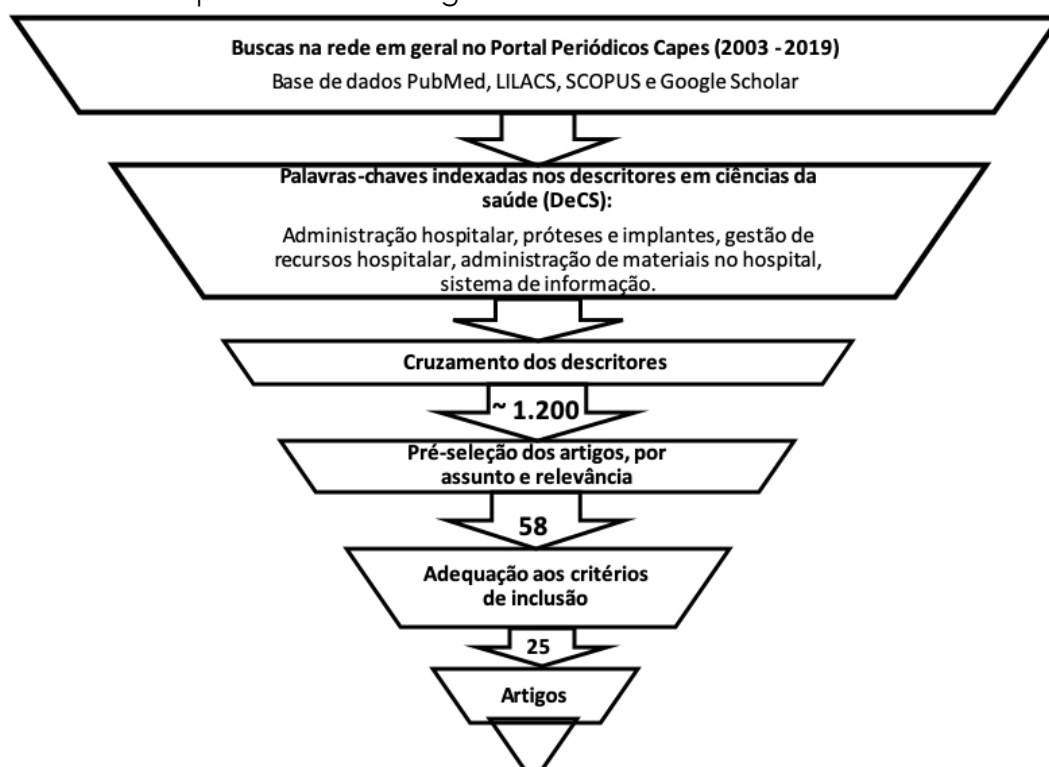 Buscas na rede em geral no Portal Periódicos Capes (2003 - 2019)
Base de dados PubMed, LILACS, SCOPUS e Google Scholar
Palavras-chaves indexadas nos descritores em ciências da
saúde (DeCS):
Administração hospitalar, próteses e implantes, gestão de
recursos hospitalar, administração de materiais no hospital,
sistema de informação.
Cruzamento dos descritores
~ 1.200
Pré-seleção dos artigos, por
assunto e relevância
58
Adequação aos critérios
de inclusão
25
Artigos